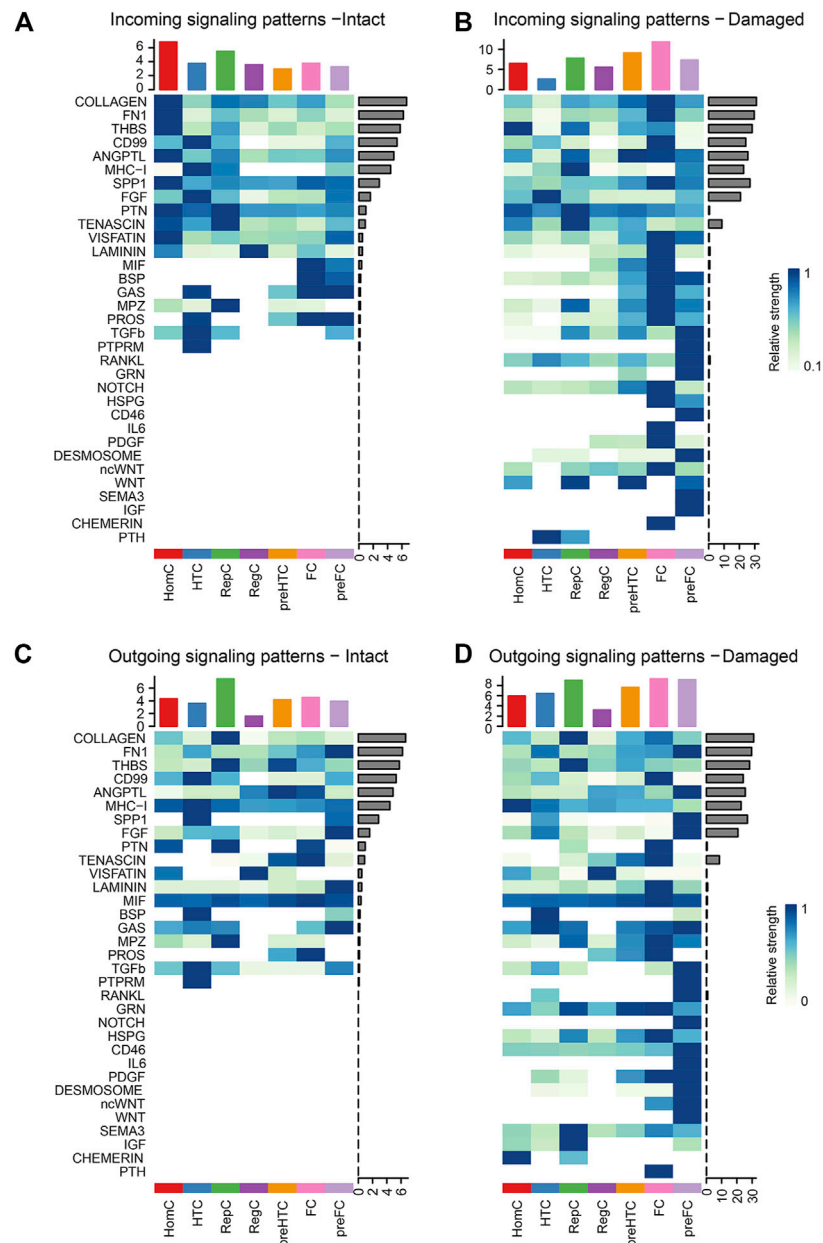 A
Incoming signaling patterns –Intact
6
4
2
0
COLLAGEN
FN1
THBS
CD99
ANGPTL
MHC-I
SPP1
FGF
PTN
TENASCIN
VISFATIN
LAMININ
MIF
BSP
GAS
MPZ
PROS
TGFb
PTPRM
RANKL
GRN
NOTCH
HSPG
CD46
IL6
PDGF
DESMOSOME
ncWNT
WNT
SEMA3
IGF
CHEMERIN
PTH
HomC
HTC
RepC
RegC
preHTC
FC
preFC
0
2
4
6
B
Incoming signaling patterns – Damaged
10
5
0
HomC
HTC
RepC
RegC
preHTC
FC
preFC
0
10
20
30
Relative strength
1
0.1
C
Outgoing signaling patterns – Intact
6
4
2
0
COLLAGEN
FN1
THBS
CD99
ANGPTL
MHC-I
SPP1
FGF
PTN
TENASCIN
VISFATIN
LAMININ
MIF
BSP
GAS
MPZ
PROS
TGFb
PTPRM
RANKL
GRN
NOTCH
HSPG
CD46
IL6
PDGF
DESMOSOME
ncWNT
WNT
SEMA3
IGF
CHEMERIN
PTH
HomC
HTC
RepC
RegC
preHTC
FC
preFC
0
2
4
6
D
Outgoing signaling patterns – Damaged
8
6
4
2
0
HomC
HTC
RepC
RegC
preHTC
FC
preFC
0
10
20
30
Relative strength
1
0